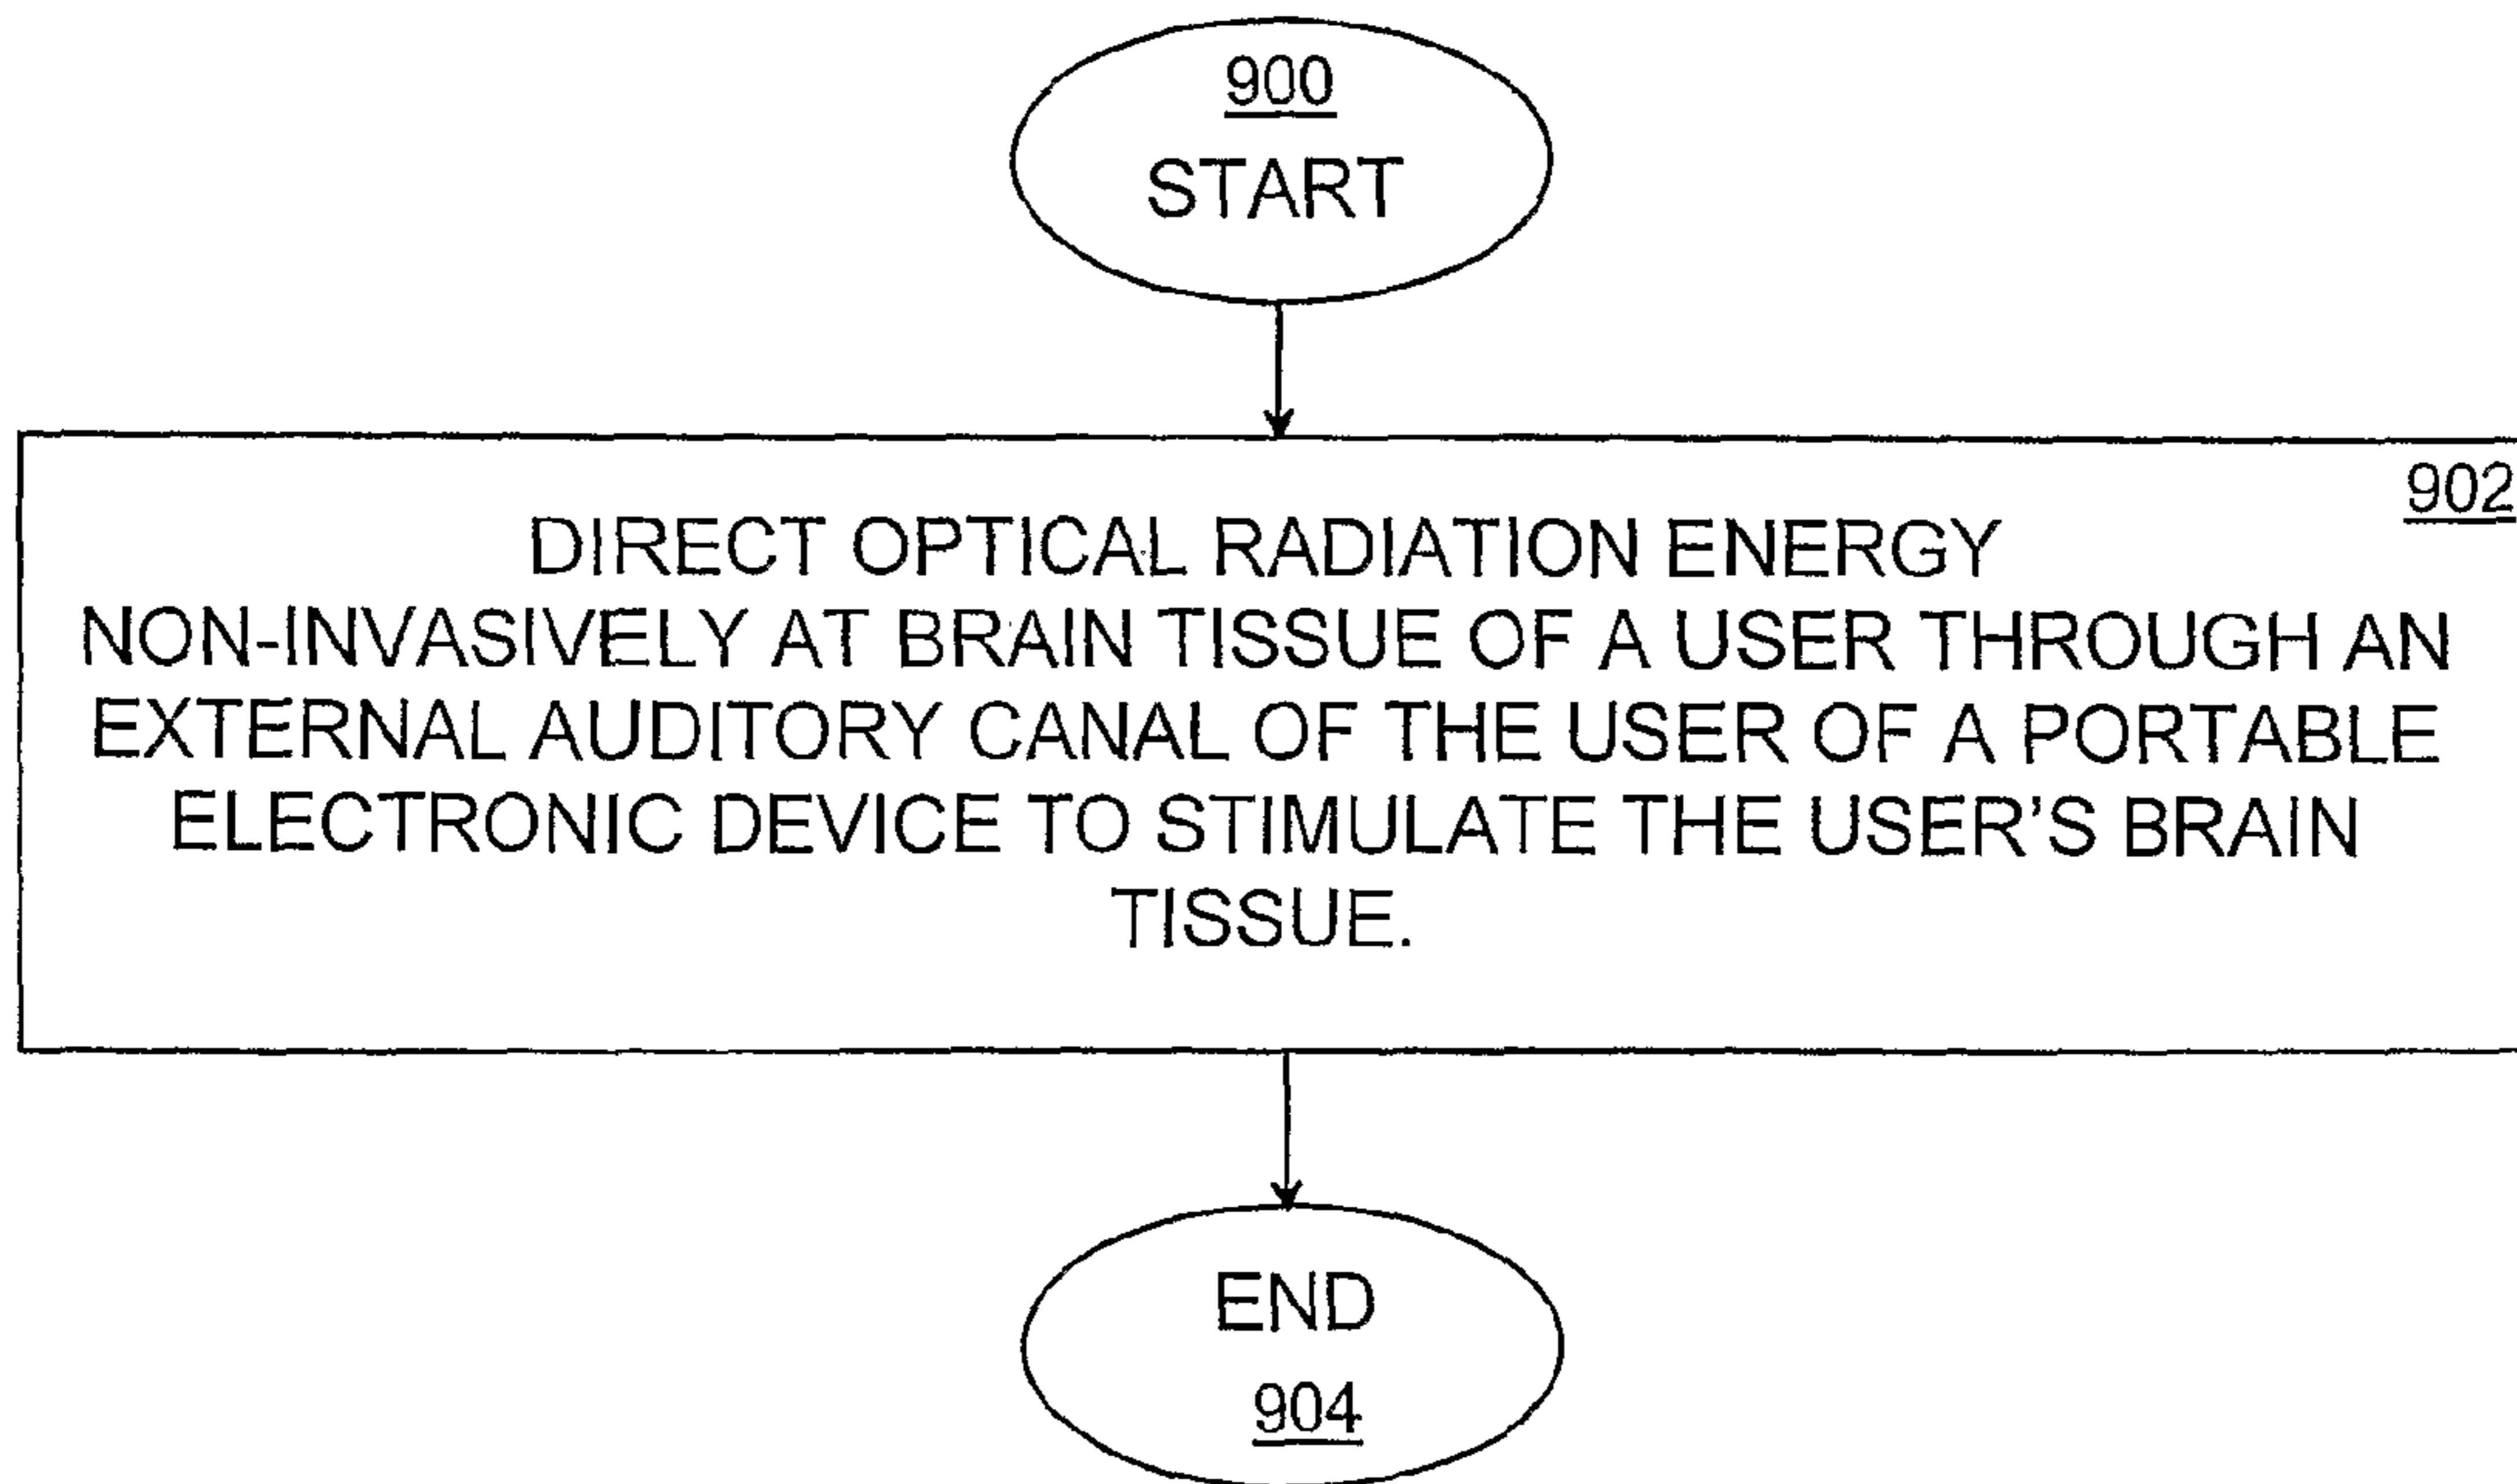 900
START
902
DIRECT OPTICAL RADIATION ENERGY
NON-INVASIVELY AT BRAIN TISSUE OF A USER THROUGH AN
EXTERNAL AUDITORY CANAL OF THE USER OF A PORTABLE
ELECTRONIC DEVICE TO STIMULATE THE USER'S BRAIN
TISSUE.
END
904